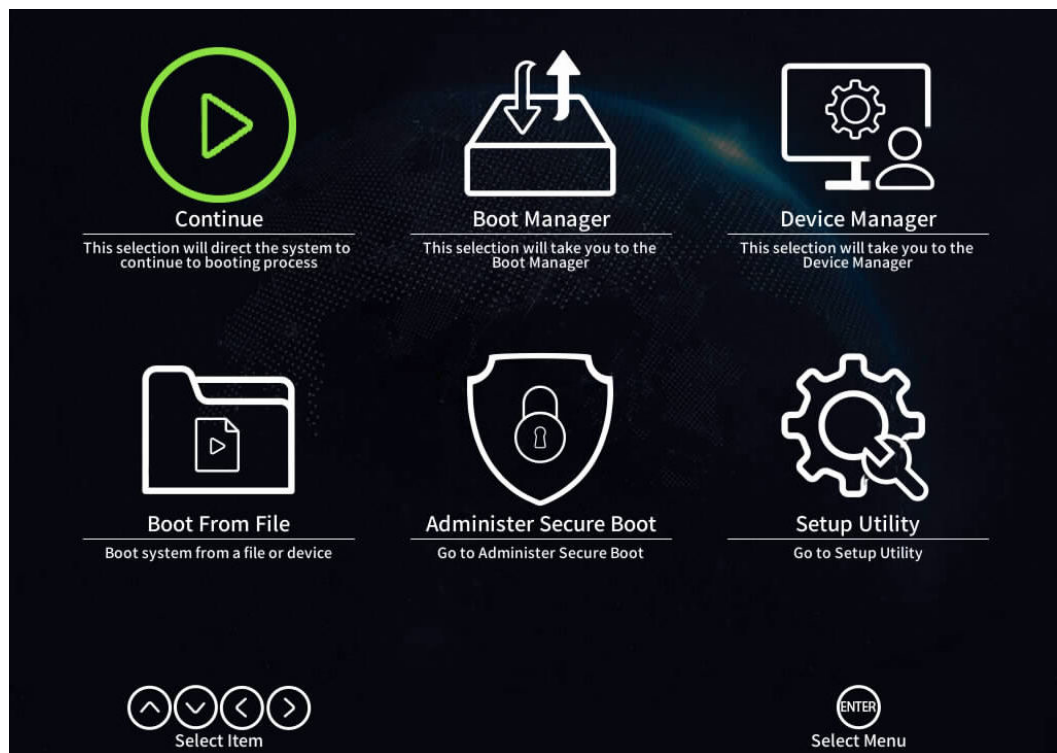 Continue
This selection will direct the system to
continue to booting process
Boot Manager
This selection will take you to the
Boot Manager
Device Manager
This selection will take you to the
Device Manager
Boot From File
Boot system from a file or device
Administer Secure Boot
Go to Administer Secure Boot
Setup Utility
Go to Setup Utility
Select Item
ENTER
Select Menu